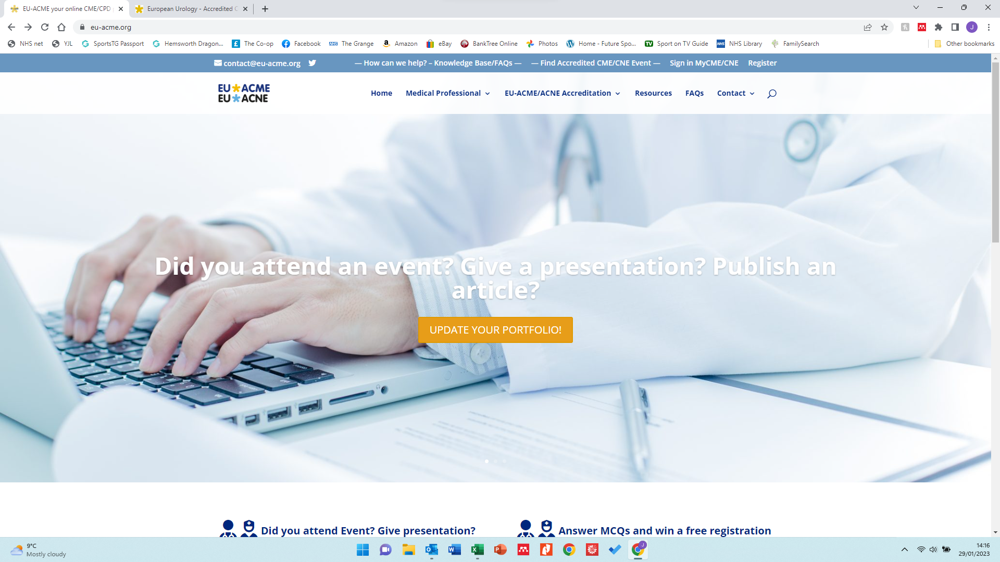 EU-ACME your online CME/CPD
European Urology - Accredited C
eu-acme.org
J
NHS net
YJL
SportsTG Passport
Hemsworth Dragon...
The Co-op
Facebook
The Grange
Amazon
eBay
BankTree Online
Photos
Home - Future Spo...
Sport on TV Guide
NHS Library
FamilySearch
Other bookmarks
contact@eu-acme.org
— How can we help? – Knowledge Base/FAQs —
— Find Accredited CME/CNE Event —
Sign in MyCME/CNE
Register
EU ACME
EU ACNE
Home
Medical Professional
EU-ACME/ACNE Accreditation
Resources
FAQs
Contact
Did you attend an event? Give a presentation? Publish an
article?
UPDATE YOUR PORTFOLIO!
Did you attend Event? Give presentation?
Answer MCQs and win a free registration
9°C
Mostly cloudy
14:16
29/01/2023